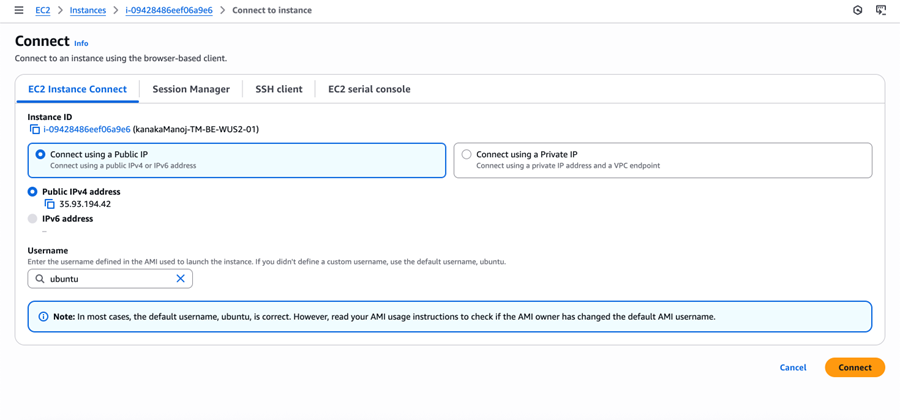 EC2 > Instances > i-09428486eef06a9e6 > Connect to instance
Connect Info
Connect to an instance using the browser-based client.
EC2 Instance Connect
Session Manager
SSH client
EC2 serial console
Instance ID
i-09428486eef06a9e6 (kanakaManoj-TM-BE-WUS2-01)
Connect using a Public IP
Connect using a public IPv4 or IPv6 address
Connect using a Private IP
Connect using a private IP address and a VPC endpoint
Public IPv4 address
35.93.194.42
IPv6 address
–
Username
Enter the username defined in the AMI used to launch the instance. If you didn't define a custom username, use the default username, ubuntu.
ubuntu
Note: In most cases, the default username, ubuntu, is correct. However, read your AMI usage instructions to check if the AMI owner has changed the default AMI username.
Cancel
Connect